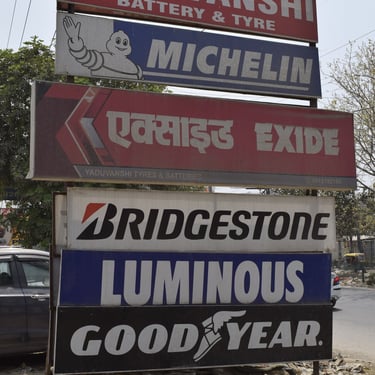 BATTERY & TYRE
MICHELIN
एक्साइड EXIDE
YADUVANSHI TYRES & BATTERIES
BRIDGESTONE
LUMINOUS
GOODYEAR